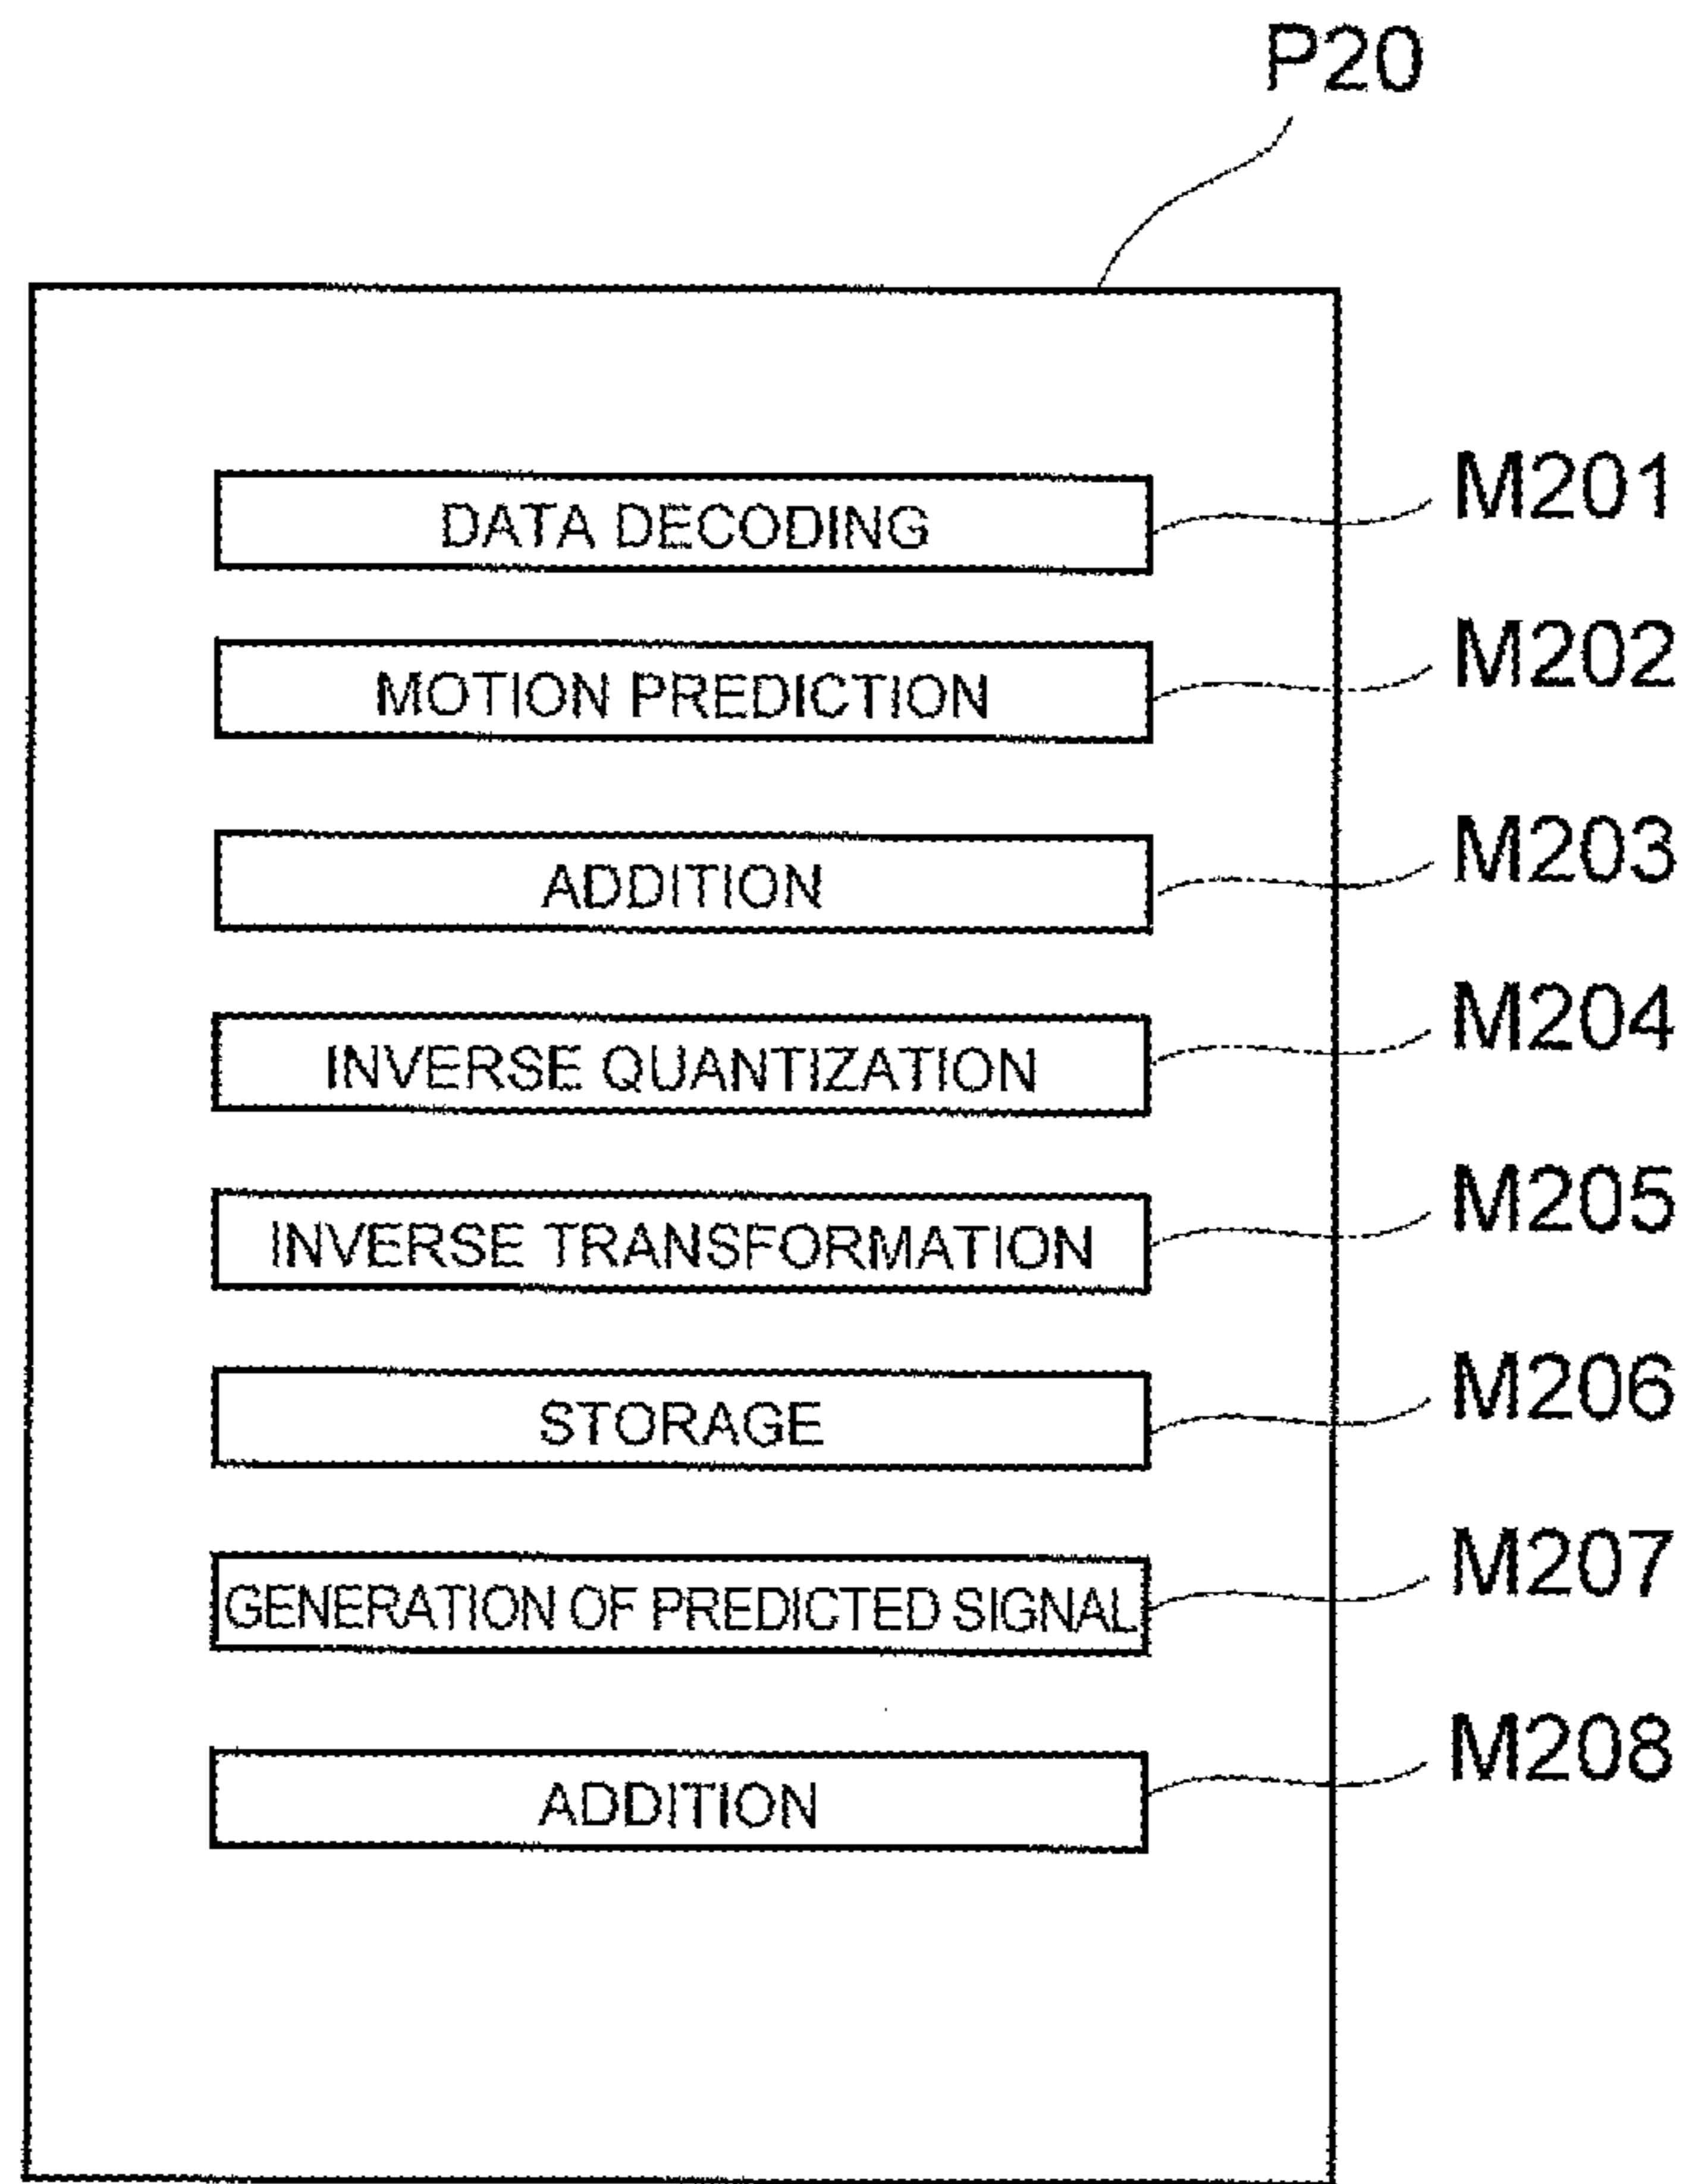 P20
DATA DECODING M201
MOTION PREDICTION M202
ADDITION M203
INVERSE QUANTIZATION M204
INVERSE TRANSFORMATION M205
STORAGE M206
GENERATION OF PREDICTED SIGNAL M207
ADDITION M208